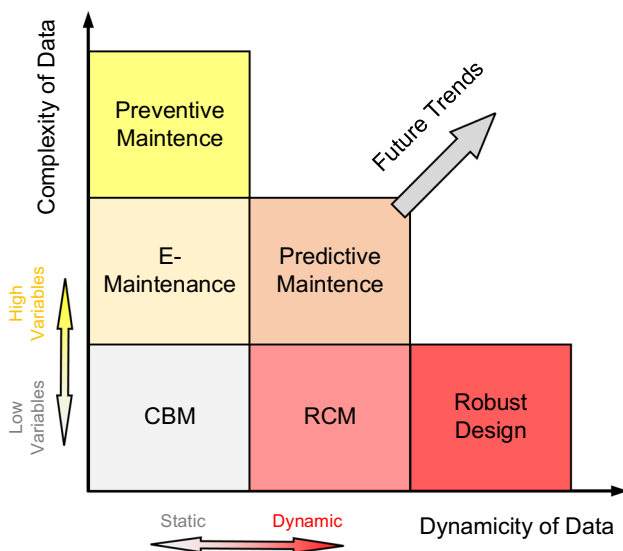 Complexity of Data
Preventive
Maintence
Future Trends
E-
Maintenance
Predictive
Maintence
High
Variables
Low
Variables
CBM
RCM
Robust
Design
Static
Dynamic
Dynamicity of Data